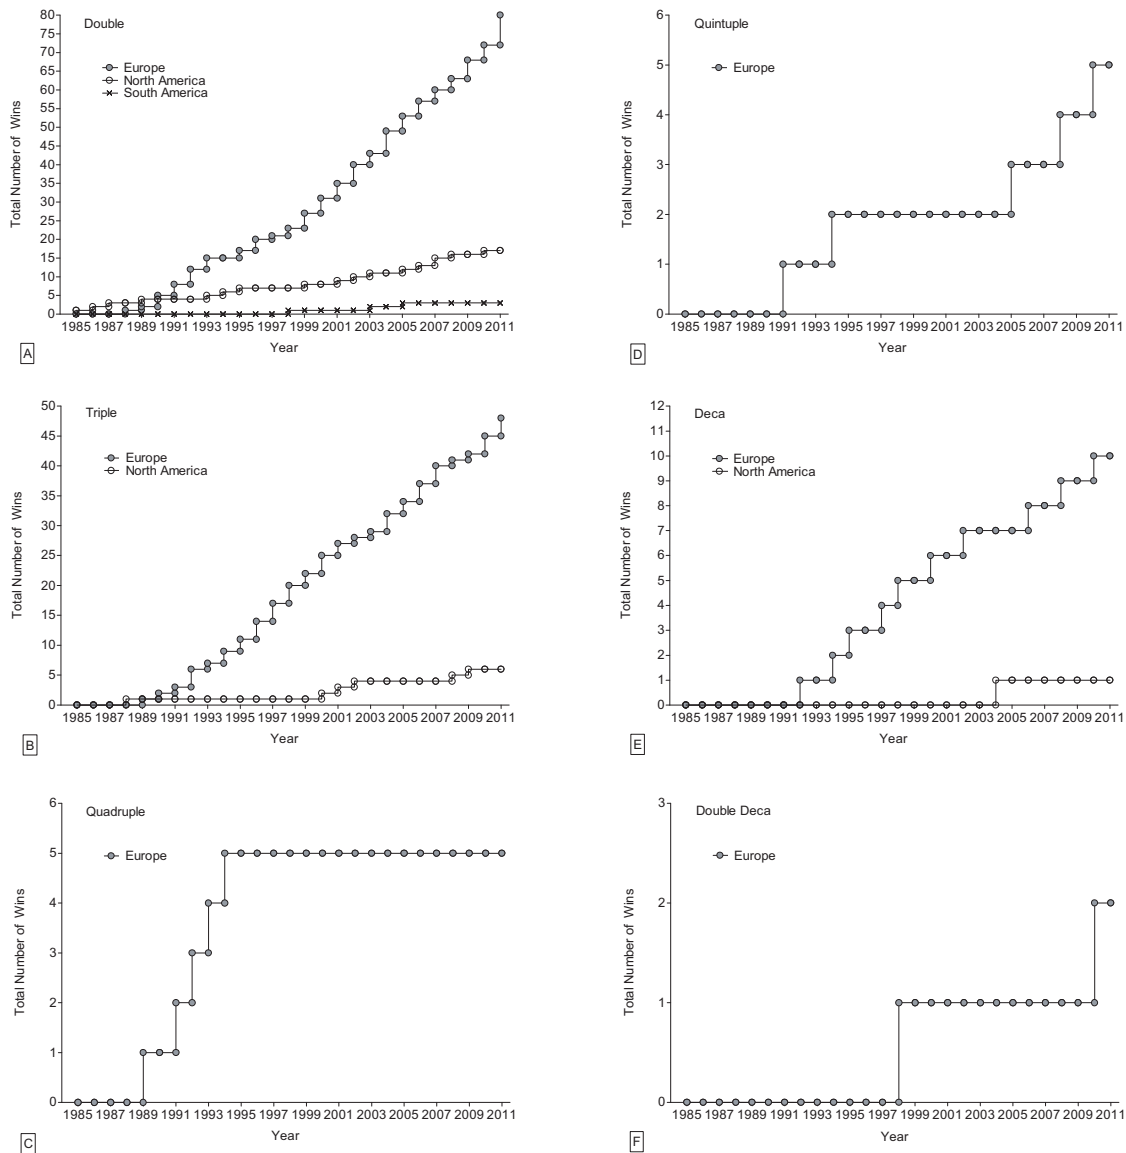 Double
Europe
North America
South America
Total Number of Wins
80
75
70
65
60
55
50
45
40
35
30
25
20
15
10
5
0
1985 1987 1989 1991 1993 1995 1997 1999 2001 2003 2005 2007 2009 2011
Year
A
Quintuple
Europe
Total Number of Wins
6
5
4
3
2
1
0
1985 1987 1989 1991 1993 1995 1997 1999 2001 2003 2005 2007 2009 2011
Year
D
Triple
Europe
North America
Total Number of Wins
50
45
40
35
30
25
20
15
10
5
0
1985 1987 1989 1991 1993 1995 1997 1999 2001 2003 2005 2007 2009 2011
Year
B
Deca
Europe
North America
Total Number of Wins
12
11
10
9
8
7
6
5
4
3
2
1
0
1985 1987 1989 1991 1993 1995 1997 1999 2001 2003 2005 2007 2009 2011
Year
E
Quadruple
Europe
Total Number of Wins
6
5
4
3
2
1
0
1985 1987 1989 1991 1993 1995 1997 1999 2001 2003 2005 2007 2009 2011
Year
C
Double Deca
Europe
Total Number of Wins
3
2
1
0
1985 1987 1989 1991 1993 1995 1997 1999 2001 2003 2005 2007 2009 2011
Year
F